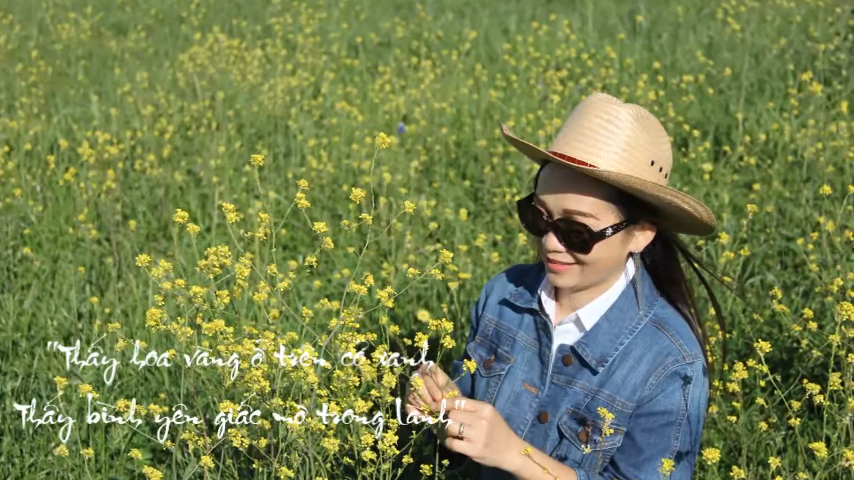 "Thấy hoa vàng ở trên cỏ xanh
Thấy bình yên giấc mơ trong lành"